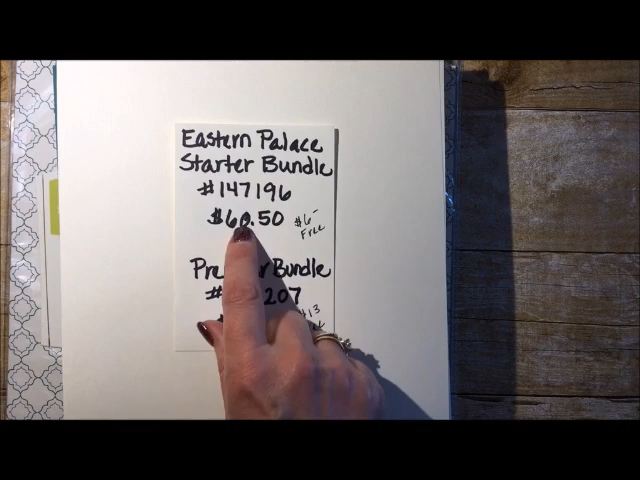 Eastern Palace
Starter Bundle
#147196
$60.50
$6-
Free
Bundle
#
207
13